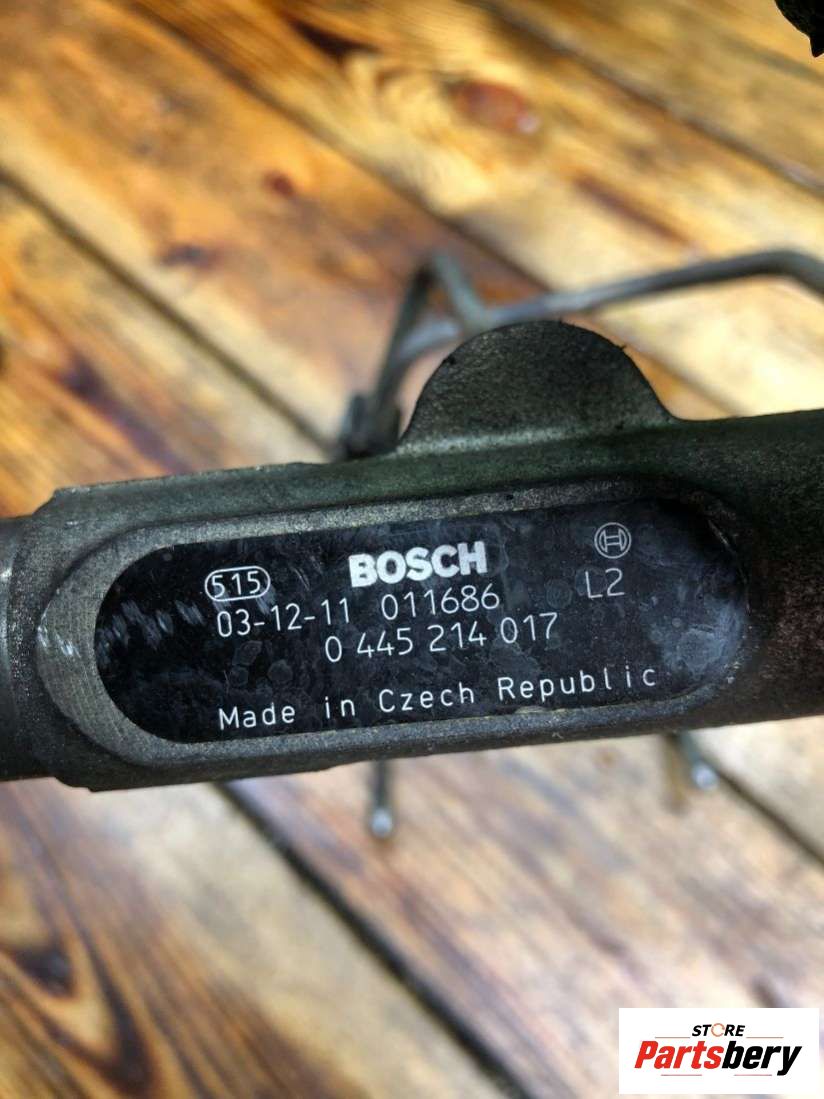 BOSCH
515
03-12-11 011686 L2
0 445 214 017
Made in Czech Republic
STORE
Partsbery